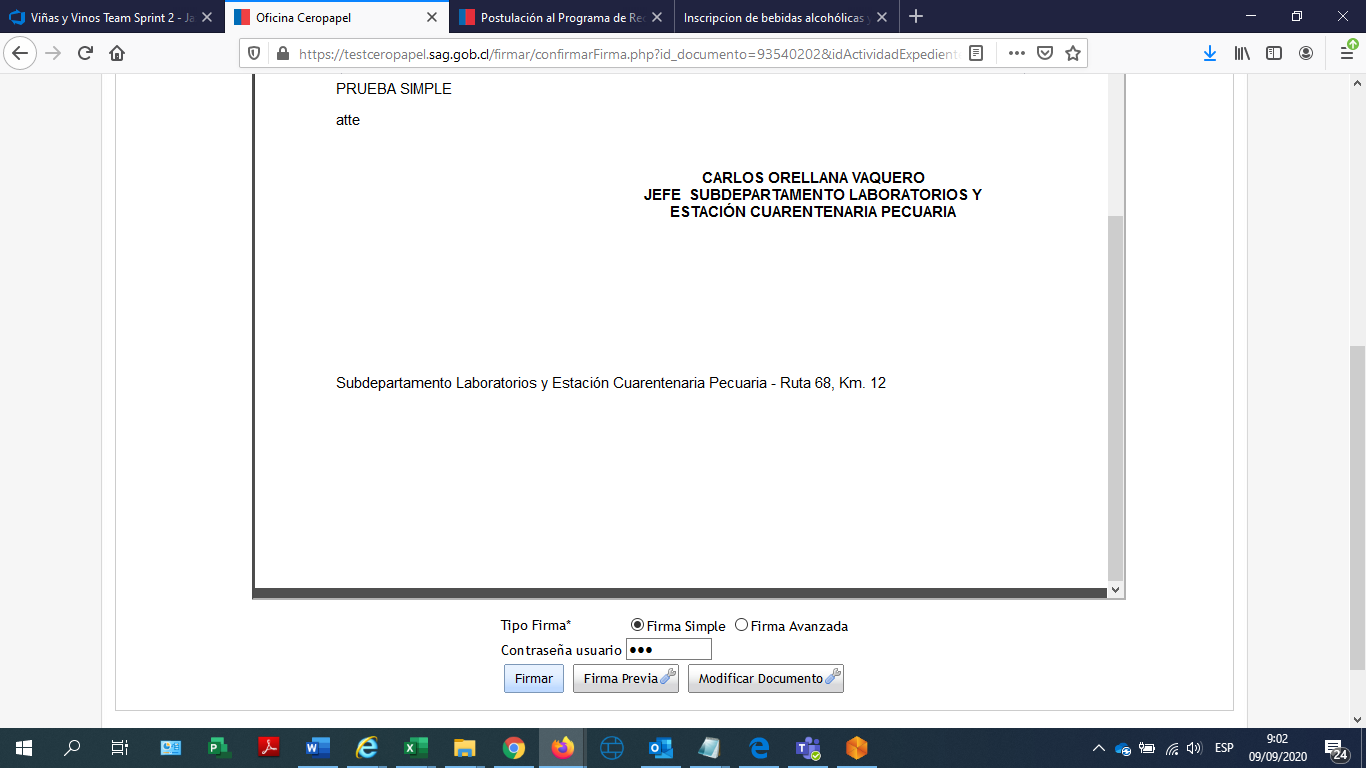 Viñas y Vinos Team Sprint 2 - Ja
Oficina Ceropapel
Postulación al Programa de Re
Inscripcion de bebidas alcohólicas y
https://testceropapel.sag.gob.cl/firmar/confirmarFirma.php?id_documento=93540202&idActividadExpedient
PRUEBA SIMPLE
atte
CARLOS ORELLANA VAQUERO
JEFE SUBDEPARTAMENTO LABORATORIOS Y
ESTACIÓN CUARENTENARIA PECUARIA
Subdepartamento Laboratorios y Estación Cuarentenaria Pecuaria - Ruta 68, Km. 12
Tipo Firma* Firma Simple Firma Avanzada
Contraseña usuario
Firmar Firma Previa Modificar Documento
ESP
9:02
09/09/2020
24